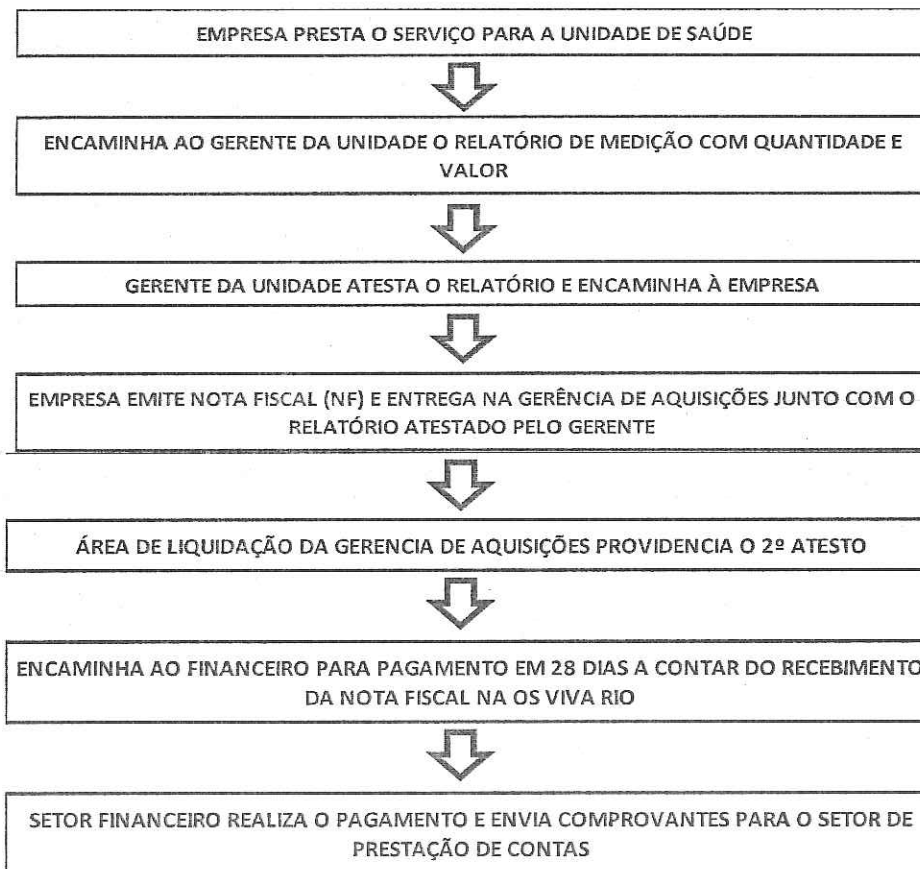 EMPRESA PRESTA O SERVIÇO PARA A UNIDADE DE SAÚDE
ENCAMINHA AO GERENTE DA UNIDADE O RELATÓRIO DE MEDIÇÃO COM QUANTIDADE E
VALOR
GERENTE DA UNIDADE ATESTA O RELATÓRIO E ENCAMINHA À EMPRESA
EMPRESA EMITE NOTA FISCAL (NF) E ENTREGA NA GERÊNCIA DE AQUISIÇÕES JUNTO COM O
RELATÓRIO ATESTADO PELO GERENTE
ÁREA DE LIQUIDAÇÃO DA GERENCIA DE AQUISIÇÕES PROVIDENCIA O 2º ATESTO
ENCAMINHA AO FINANCEIRO PARA PAGAMENTO EM 28 DIAS A CONTAR DO RECEBIMENTO
DA NOTA FISCAL NA OS VIVA RIO
SETOR FINANCEIRO REALIZA O PAGAMENTO E ENVIA COMPROVANTES PARA O SETOR DE
PRESTAÇÃO DE CONTAS